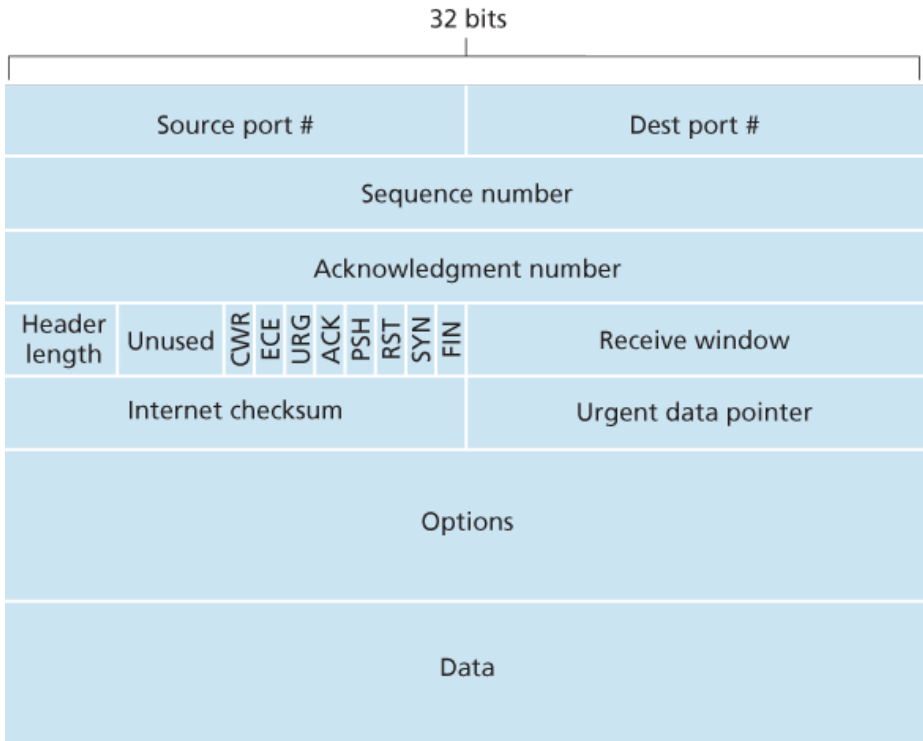 32 bits
Source port #
Dest port #
Sequence number
Acknowledgment number
Header
length
Unused
CWR
ECE
URG
ACK
PSH
RST
SYN
FIN
Receive window
Internet checksum
Urgent data pointer
Options
Data